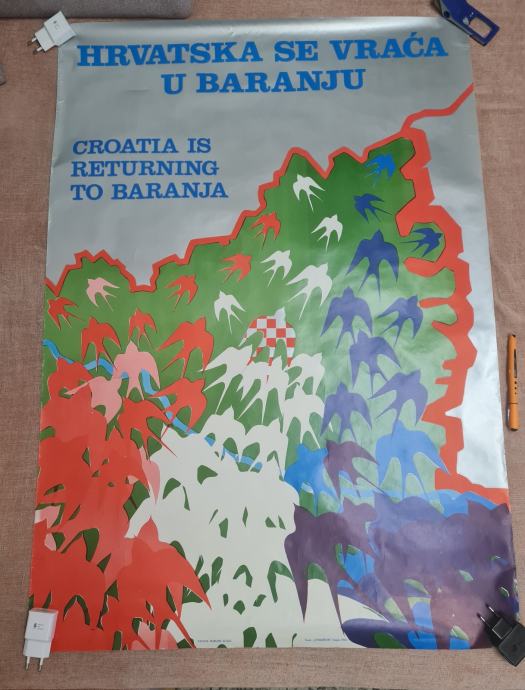 HRVATSKA SE VRAĆA
U BARANJU
CROATIA IS
RETURNING
TO BARANJA